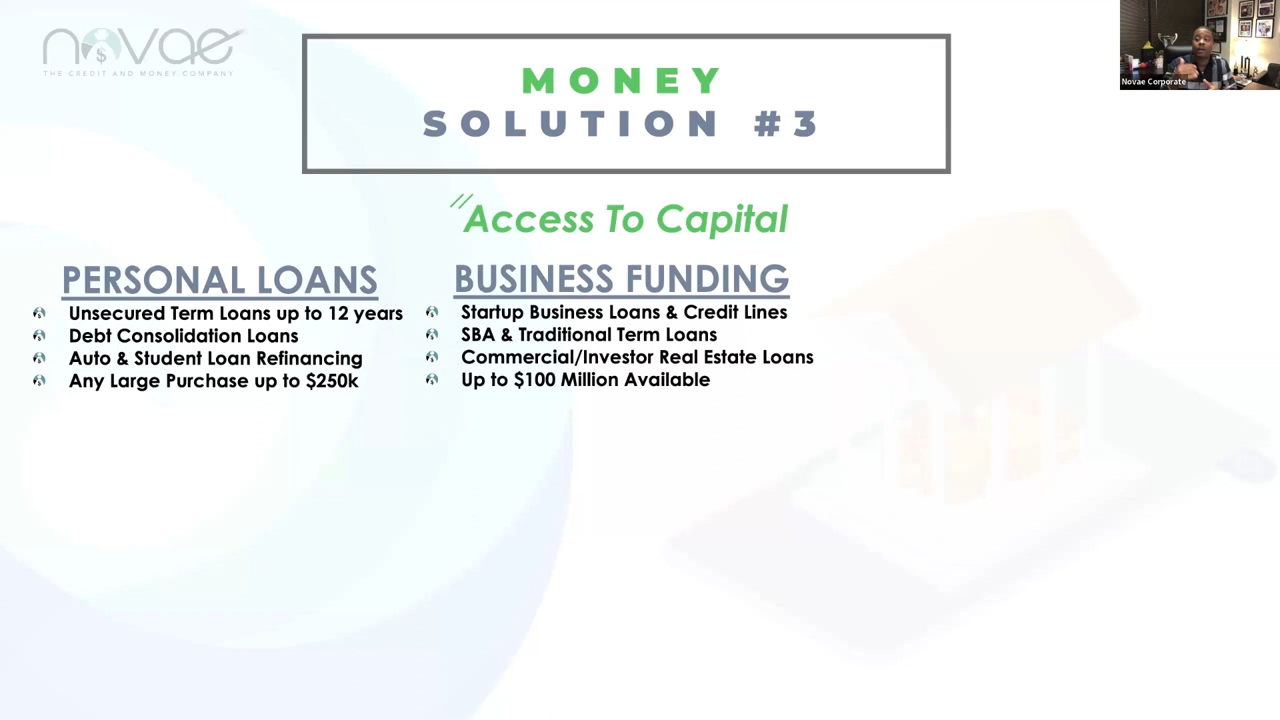 novae
THE CREDIT AND MONEY COMPANY
Novae Corporate
MONEY
SOLUTION #3
Access To Capital
PERSONAL LOANS
Unsecured Term Loans up to 12 years
Debt Consolidation Loans
Auto & Student Loan Refinancing
Any Large Purchase up to $250k
BUSINESS FUNDING
Startup Business Loans & Credit Lines
SBA & Traditional Term Loans
Commercial/Investor Real Estate Loans
Up to $100 Million Available